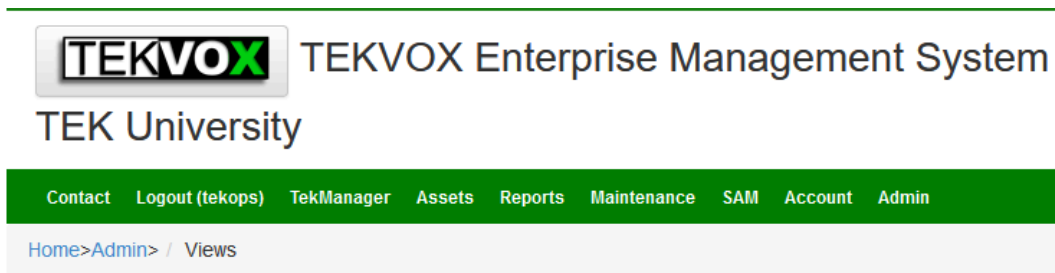 TEKVOX TEKVOX Enterprise Management System
TEK University
Contact Logout (tekops) TekManager Assets Reports Maintenance SAM Account Admin
Home>Admin> / Views